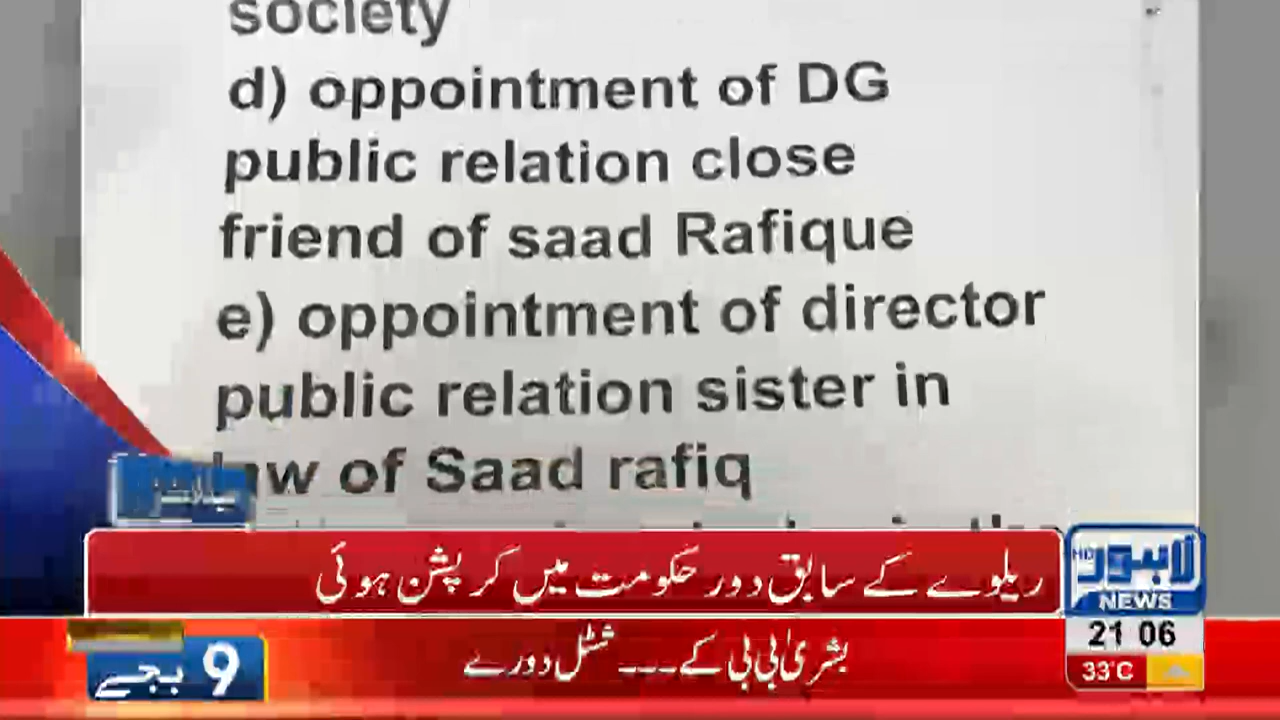 society
d) oppointment of DG
public relation close
friend of saad Rafique
e) oppointment of director
public relation sister in
law of Saad rafiq
ریلوے کے سابق دور حکومت میں کرپشن ہوئی
HD لاہور
NEWS
21 06
بشریٰ بی بی کے ۔۔۔ شٹل دورے
33°C
9 بجے